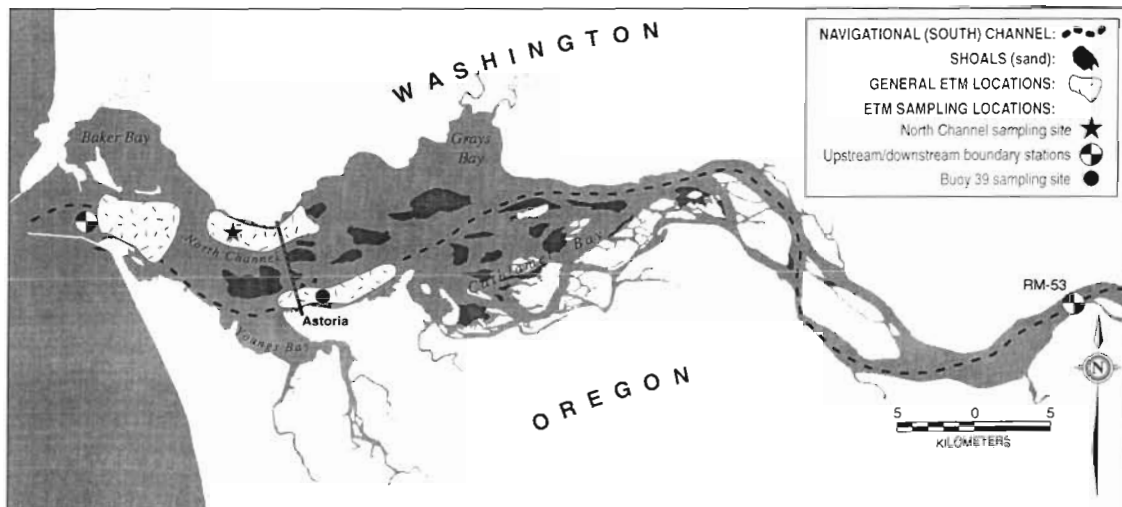 WASHINGTON
NAVIGATIONAL (SOUTH) CHANNEL:
SHOALS (sand):
GENERAL ETM LOCATIONS:
ETM SAMPLING LOCATIONS:
North Channel sampling site
Upstream/downstream boundary stations
Buoy 39 sampling site
Baker Bay
Grays
Bay
North Channel
Cathlamet Bay
RM-53
Astoria
Youngs Bay
OREGON
N
5 0 5
KILOMETERS